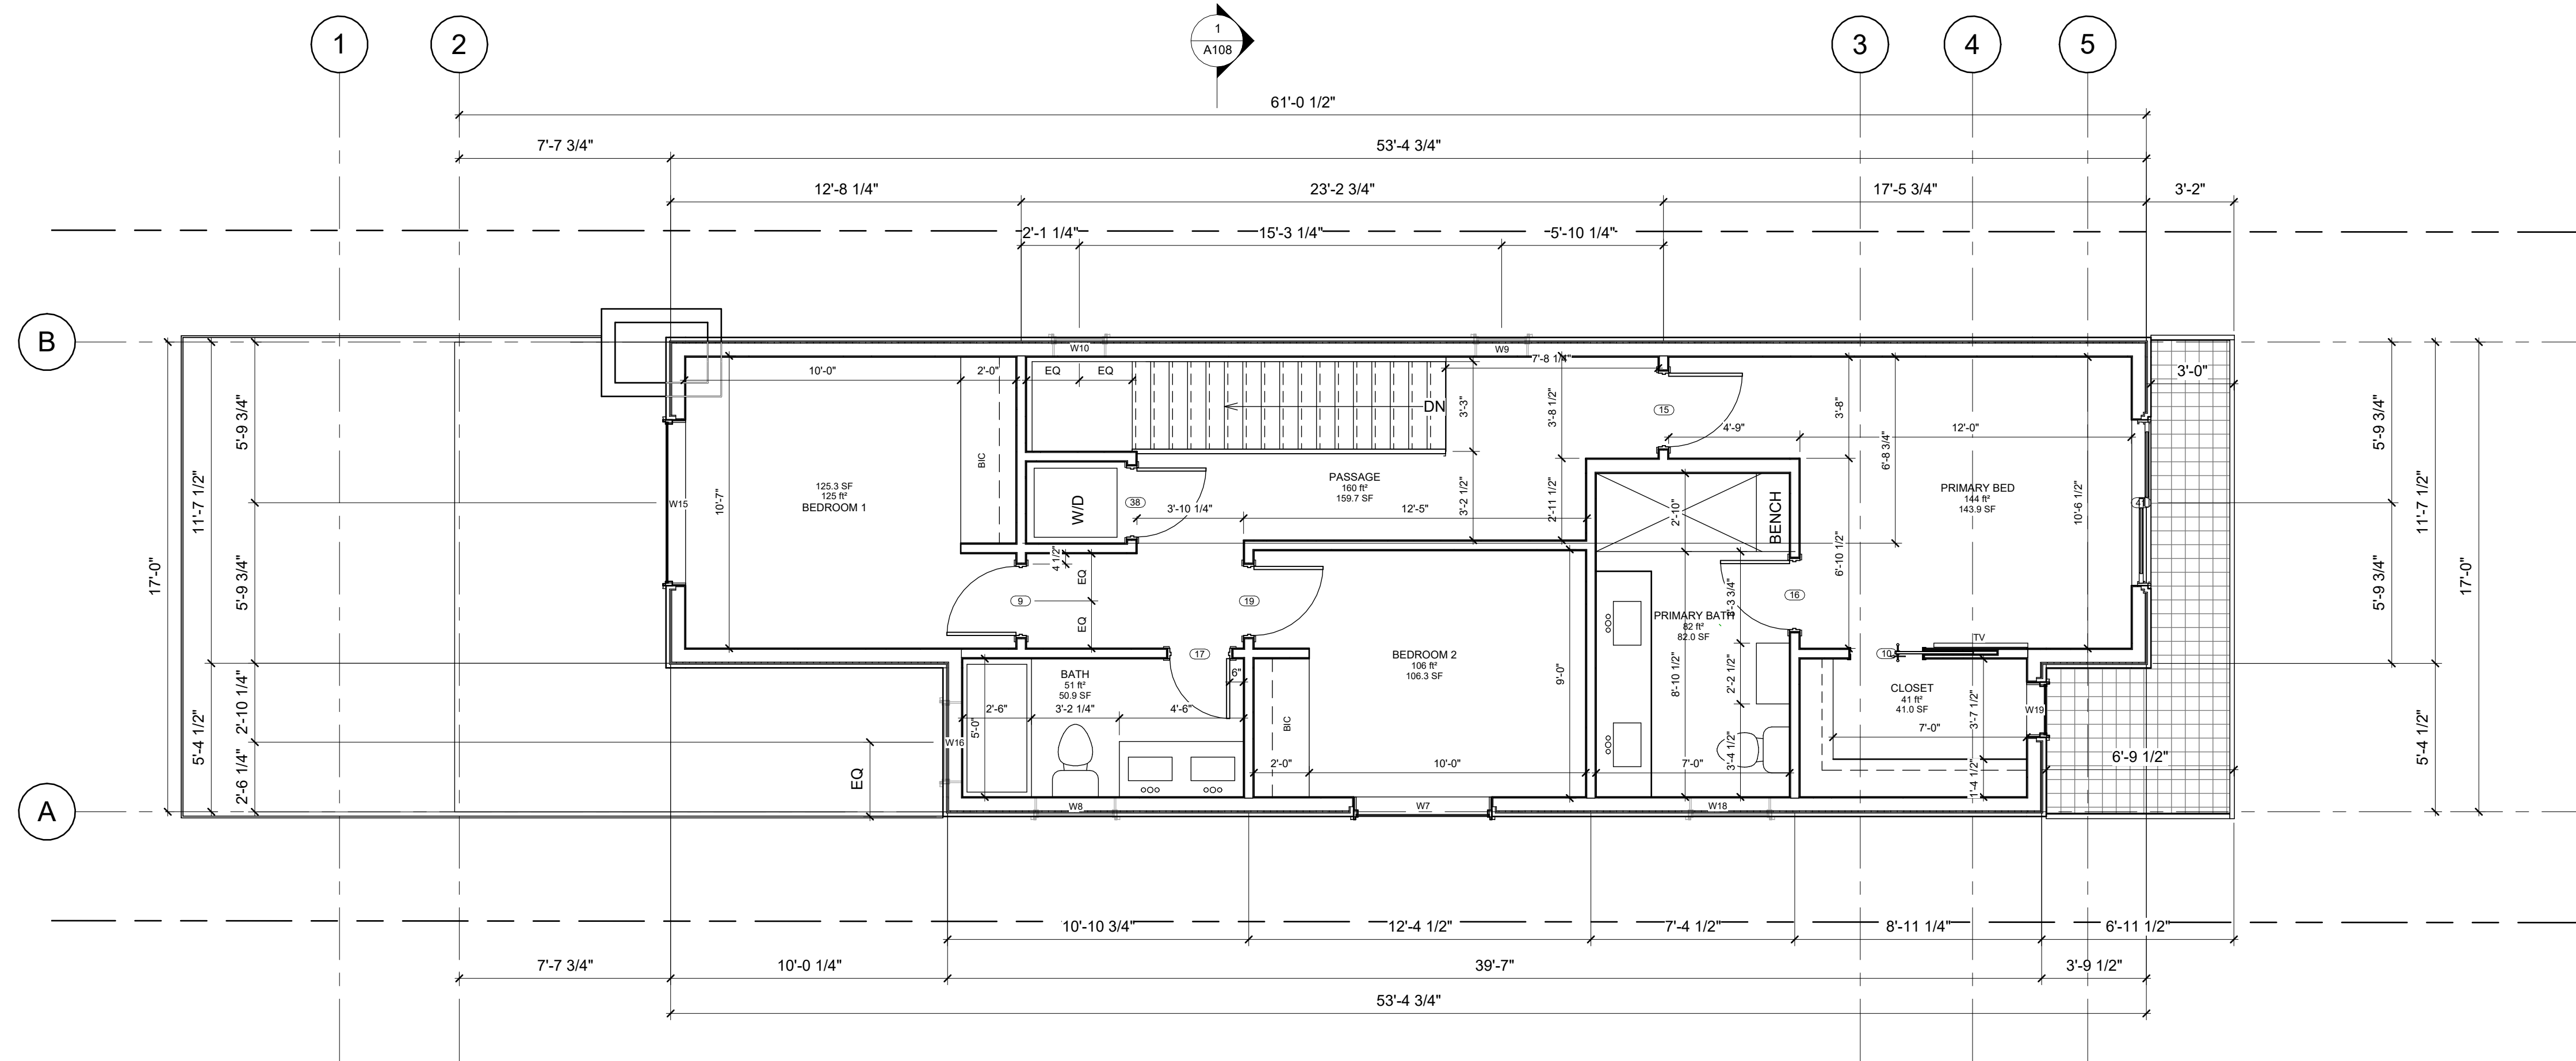 1
2
1
A108
3
4
5
61'-0 1/2"
7'-7 3/4"
53'-4 3/4"
12'-8 1/4"
23'-2 3/4"
17'-5 3/4"
3'-2"
2'-1 1/4"
15'-3 1/4"
5'-10 1/4"
B
W10
W9
7'-8 1/4"
10'-0"
2'-0"
EQ
EQ
3'-0"
DN
3'-3"
3'-8 1/2"
15
3'-8"
4'-9"
12'-0"
5'-9 3/4"
5'-9 3/4"
6'-8 3/4"
BIC
PASSAGE
160 ft²
159.7 SF
125.3 SF
125 ft²
BEDROOM 1
10'-7"
W15
W/D
38
3'-10 1/4"
12'-5"
3'-2 1/2"
2'-11 1/2"
2'-10"
BENCH
PRIMARY BED
144 ft²
143.9 SF
10'-6 1/2"
11'-7 1/2"
11'-7 1/2"
17'-0"
17'-0"
4 1/2"
EQ
EQ
6'-10 1/2"
5'-9 3/4"
5'-9 3/4"
9
19
16
PRIMARY BATH
82 ft²
82.0 SF
17
TV
10
BEDROOM 2
106 ft²
106.3 SF
9'-0"
BATH
51 ft²
50.9 SF
6"
8'-10 1/2"
2'-2 1/2"
CLOSET
41 ft²
41.0 SF
3'-7 1/2"
W19
2'-10 1/4"
5'-4 1/2"
5'-4 1/2"
2'-6"
3'-2 1/4"
4'-6"
5'-0"
BIC
7'-0"
W16
3'-4 1/2"
6'-9 1/2"
2'-6 1/4"
EQ
2'-0"
10'-0"
7'-0"
1'-4 1/2"
A
W8
W7
W18
10'-10 3/4"
12'-4 1/2"
7'-4 1/2"
8'-11 1/4"
6'-11 1/2"
7'-7 3/4"
10'-0 1/4"
39'-7"
3'-9 1/2"
53'-4 3/4"